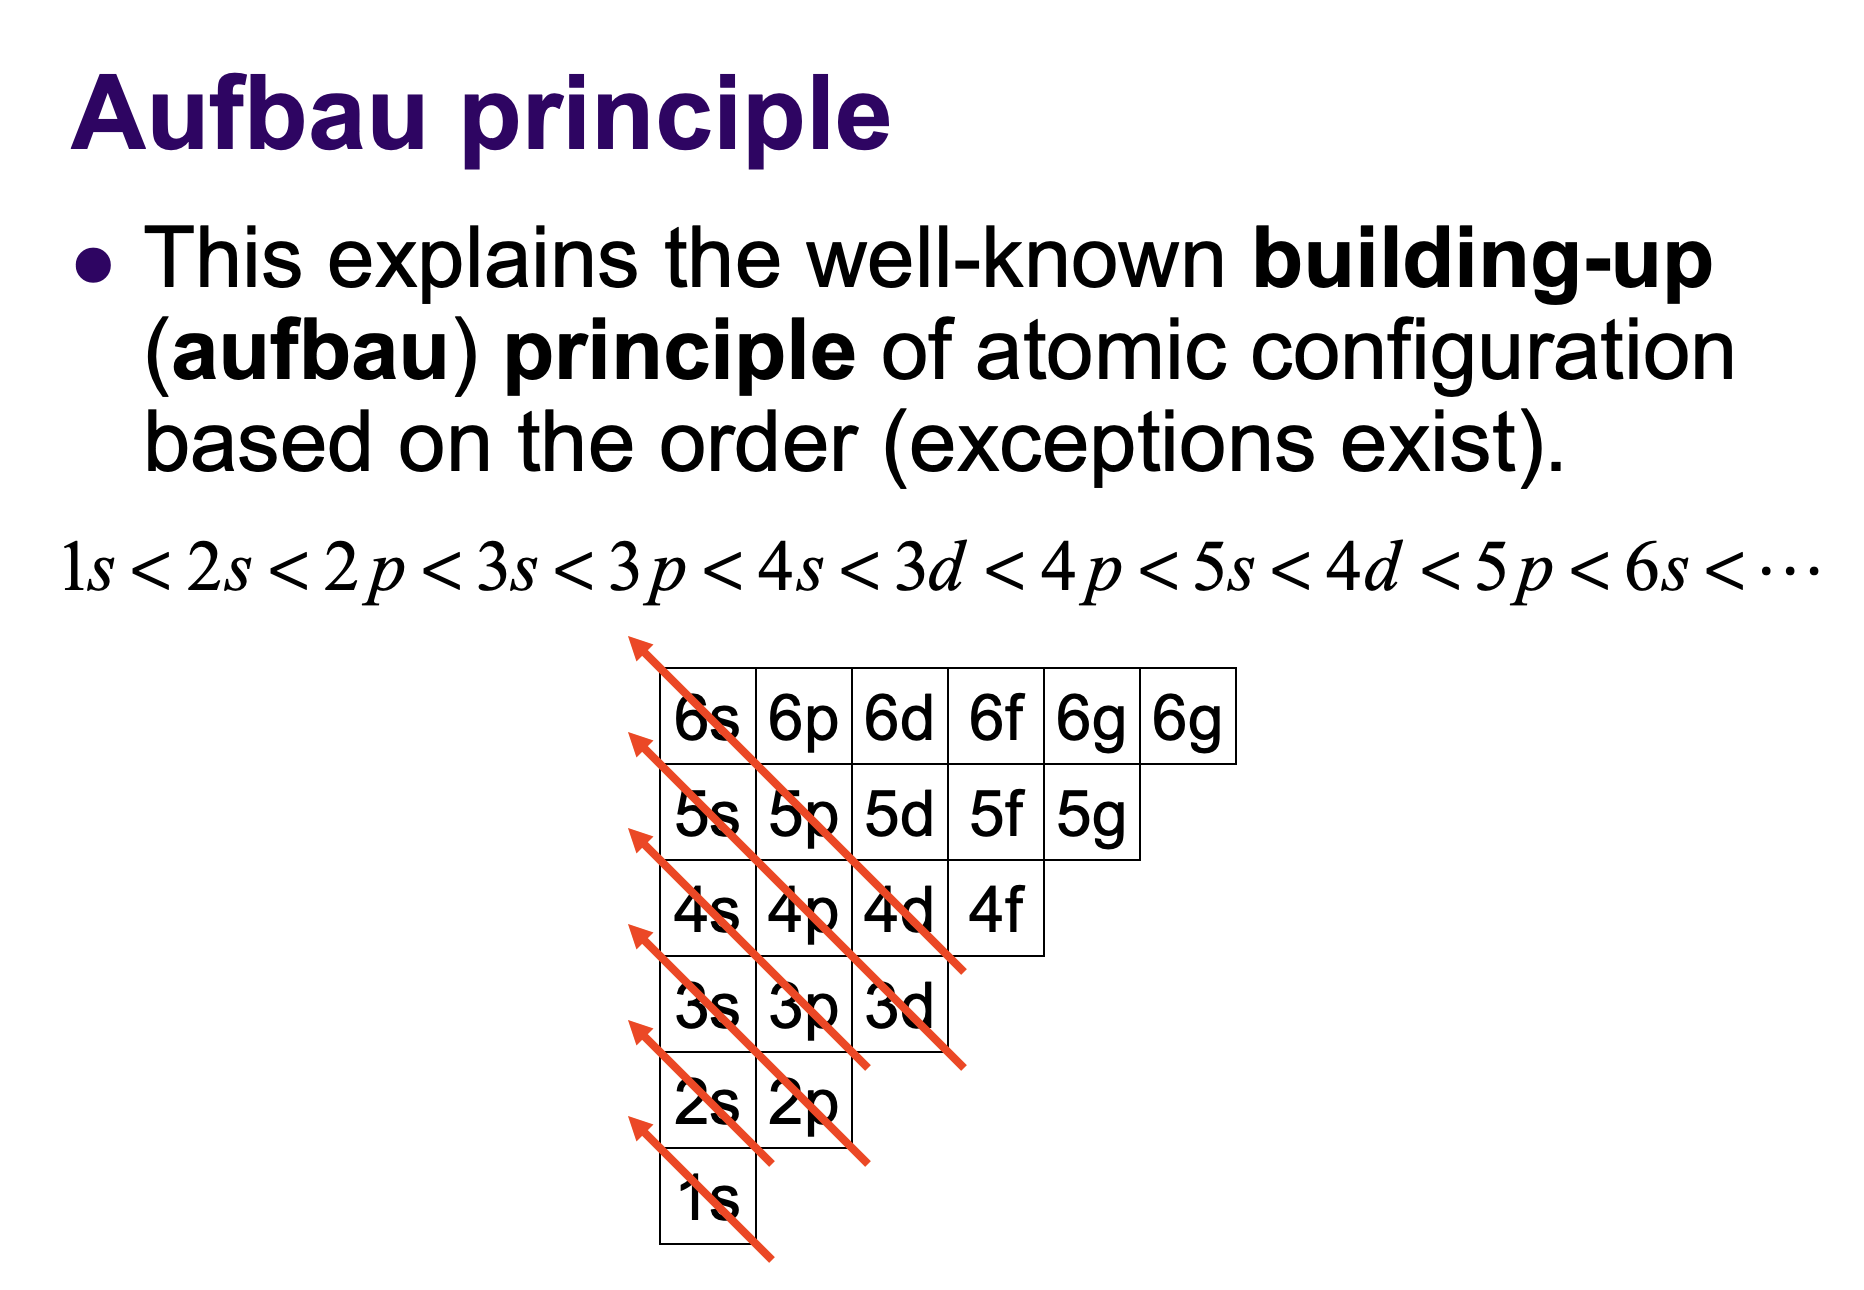 Aufbau principle
● This explains the well-known building-up
(aufbau) principle of atomic configuration
based on the order (exceptions exist).
1s < 2s < 2p < 3s < 3p < 4s < 3d < 4p < 5s < 4d < 5p < 6s < ⋯
6s 6p 6d 6f 6g 6g
5s 5p 5d 5f 5g
4s 4p 4d 4f
3s 3p 3d
2s 2p
1s